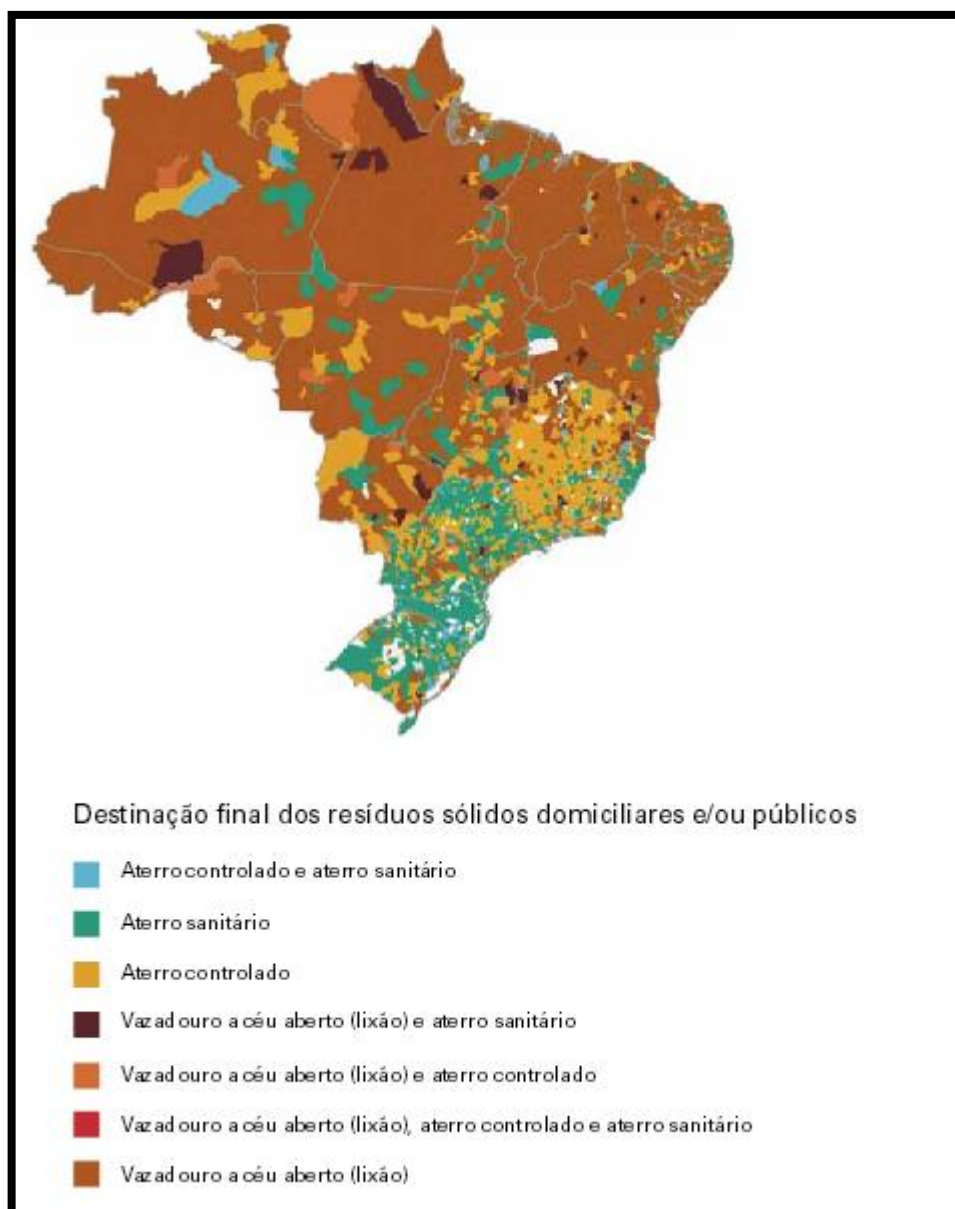 Destinação final dos resíduos sólidos domiciliares e/ou públicos
Aterro controlado e aterro sanitário
Aterro sanitário
Aterro controlado
Vazadouro a céu aberto (lixão) e aterro sanitário
Vazadouro a céu aberto (lixão) e aterro controlado
Vazadouro a céu aberto (lixão), aterro controlado e aterro sanitário
Vazadouro a céu aberto (lixão)